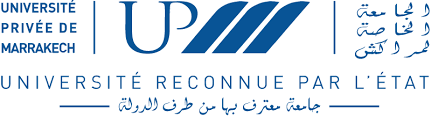 UNIVERSITÉ
PRIVÉE DE
MARRAKECH
UPM
الجامعة
الخاصة
لمراكش
UNIVERSITÉ RECONNUE PAR L'ÉTAT
جامعة معترف بها من طرف الدولة